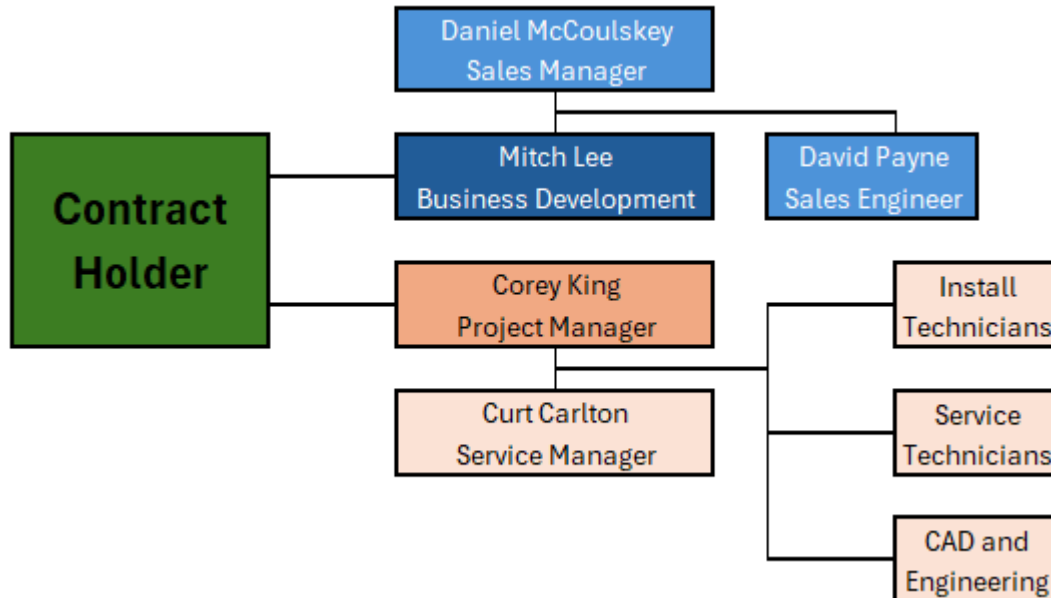 Daniel McCoulskey
Sales Manager
Contract
Holder
Mitch Lee
Business Development
David Payne
Sales Engineer
Corey King
Project Manager
Install
Technicians
Curt Carlton
Service Manager
Service
Technicians
CAD and
Engineering